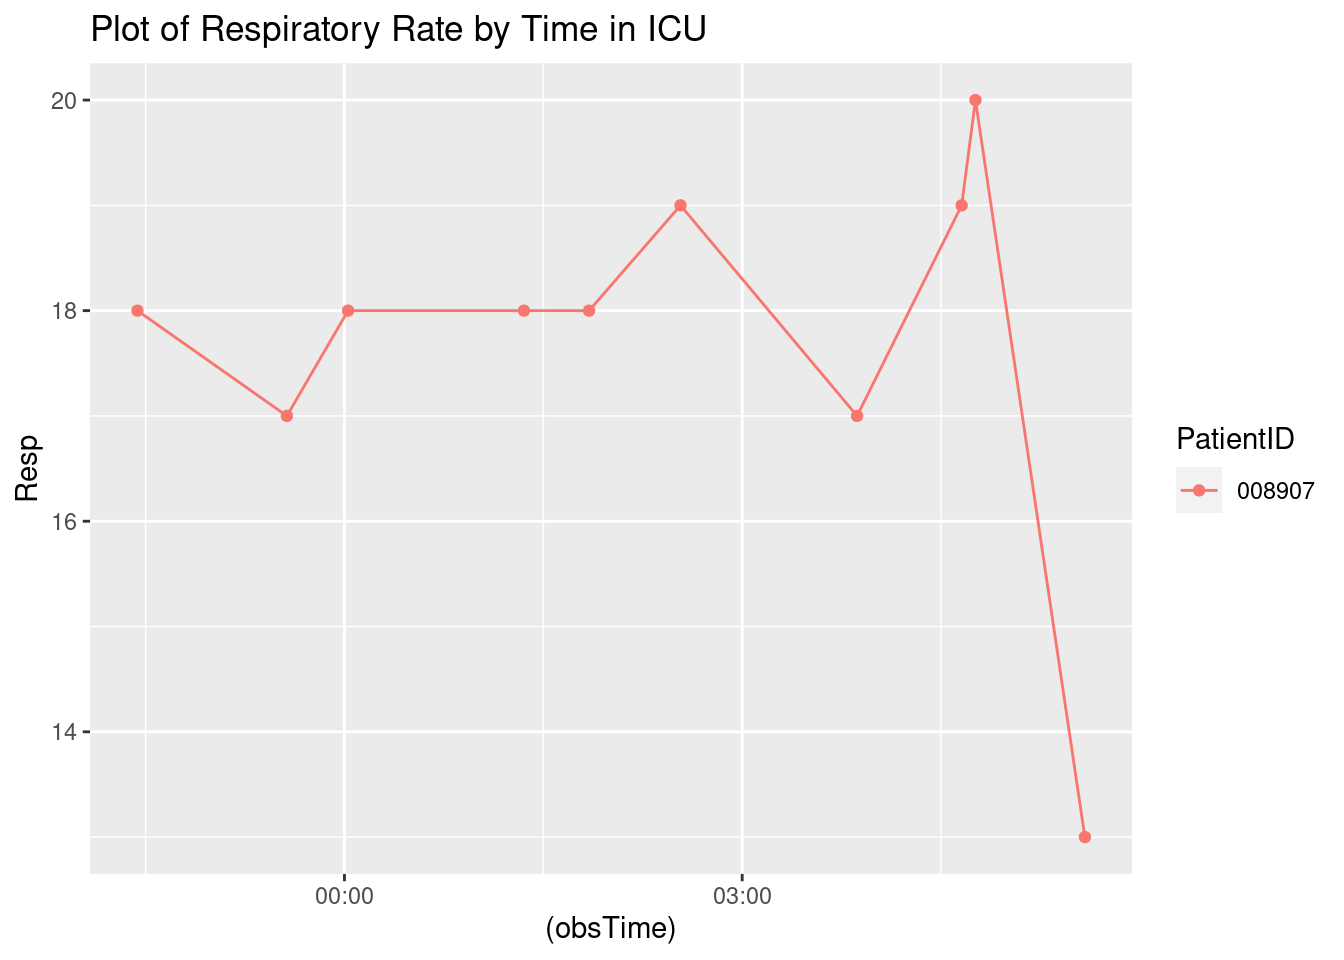 Plot of Respiratory Rate by Time in ICU
20
18
16
14
Resp
00:00
03:00
(obsTime)
PatientID
008907